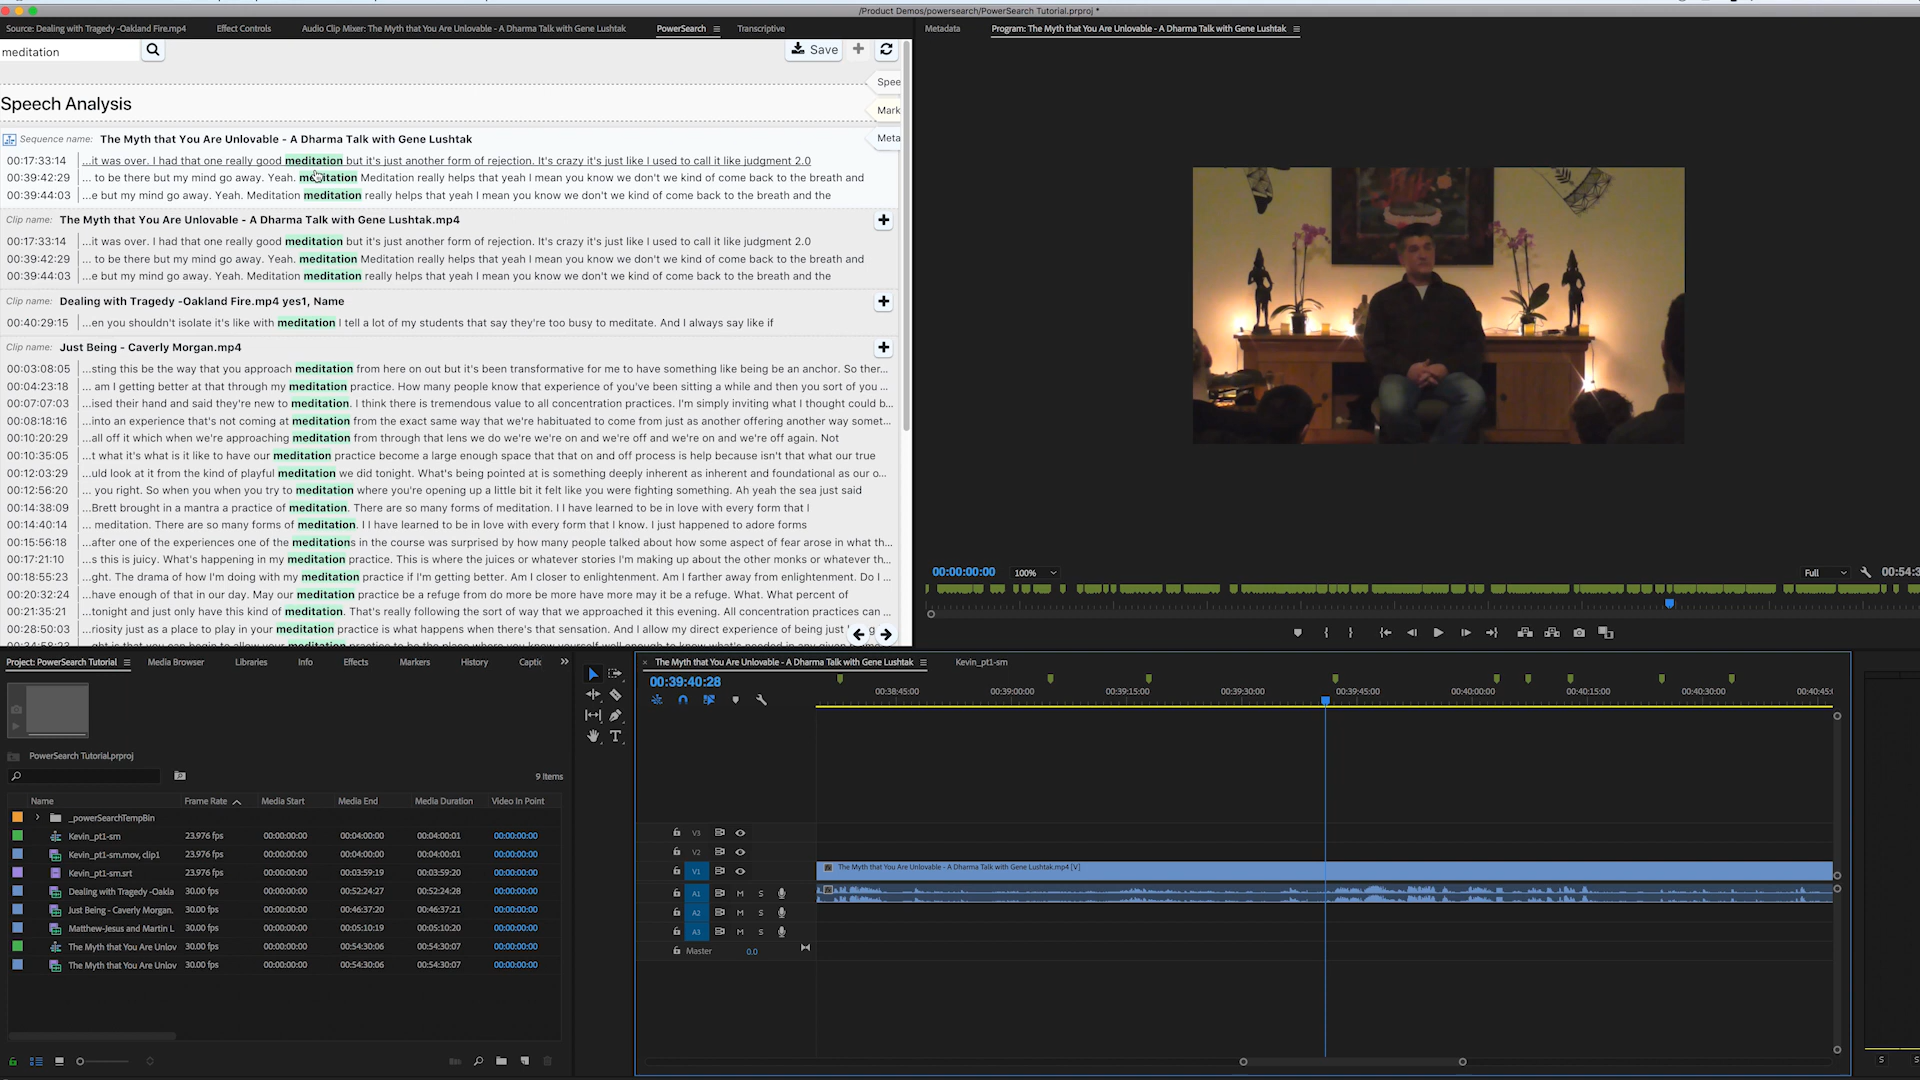 /Product Demos/powersearch/PowerSearch Tutorial.prproj *
Source: Dealing with Tragedy -Oakland Fire.mp4
Effect Controls
Audio Clip Mixer: The Myth that You Are Unlovable - A Dharma Talk with Gene Lushtak
PowerSearch
Transcriptive
Metadata
Program: The Myth that You Are Unlovable - A Dharma Talk with Gene Lushtak
meditation
Save
Spee
Speech Analysis
Mark
Meta
Sequence name: The Myth that You Are Unlovable - A Dharma Talk with Gene Lushtak
00:17:33:14 ...it was over. I had that one really good meditation but it's just another form of rejection. It's crazy it's just like I used to call it like judgment 2.0
00:39:42:29 ... to be there but my mind go away. Yeah. meditation Meditation really helps that yeah I mean you know we don't we kind of come back to the breath and
00:39:44:03 ...e but my mind go away. Yeah. Meditation meditation really helps that yeah I mean you know we don't we kind of come back to the breath and the
Clip name: The Myth that You Are Unlovable - A Dharma Talk with Gene Lushtak.mp4
00:17:33:14 ...it was over. I had that one really good meditation but it's just another form of rejection. It's crazy it's just like I used to call it like judgment 2.0
00:39:42:29 ... to be there but my mind go away. Yeah. meditation Meditation really helps that yeah I mean you know we don't we kind of come back to the breath and
00:39:44:03 ...e but my mind go away. Yeah. Meditation meditation really helps that yeah I mean you know we don't we kind of come back to the breath and the
Clip name: Dealing with Tragedy -Oakland Fire.mp4 yes1, Name
00:40:29:15 ...en you shouldn't isolate it's like with meditation I tell a lot of my students that say they're too busy to meditate. And I always say like if
Clip name: Just Being - Caverly Morgan.mp4
00:03:08:05 ...sting this be the way that you approach meditation from here on out but it's been transformative for me to have something like being be an anchor. So ther...
00:04:23:18 ... am I getting better at that through my meditation practice. How many people know that experience of you've been sitting a while and then you sort of you ...
00:07:07:03 ...ised their hand and said they're new to meditation. I think there is tremendous value to all concentration practices. I'm simply inviting what I thought could b...
00:08:18:16 ...into an experience that's not coming at meditation from the exact same way that we're habituated to come from just as another offering another way somet...
00:10:20:29 ...all off it which when we're approaching meditation from through that lens we do we're we're on and we're off and we're on and we're off again. Not
00:10:35:05 ...t what it's what is it like to have our meditation practice become a large enough space that that on and off process is help because isn't that what our true
00:12:03:29 ...uld look at it from the kind of playful meditation we did tonight. What's being pointed at is something deeply inherent as inherent and foundational as our o...
00:12:56:20 ... you right. So when you when you try to meditation where you're opening up a little bit it felt like you were fighting something. Ah yeah the sea just said
00:14:38:09 ...Brett brought in a mantra a practice of meditation. There are so many forms of meditation. I I have learned to be in love with every form that I
00:14:40:14 ... meditation. There are so many forms of meditation. I I have learned to be in love with every form that I know. I just happened to adore forms
00:15:56:18 ...after one of the experiences one of the meditations in the course was surprised by how many people talked about how some aspect of fear arose in what th...
00:17:21:10 ...s this is juicy. What's happening in my meditation practice. This is where the juices or whatever stories I'm making up about the other monks or whatever th...
00:18:55:23 ...ght. The drama of how I'm doing with my meditation practice if I'm getting better. Am I closer to enlightenment. Am I farther away from enlightenment. Do I ...
00:20:32:24 ...have enough of that in our day. May our meditation practice be a refuge from do more be more have more may it be a refuge. What. What percent of
00:21:35:21 ...tonight and just only have this kind of meditation. That's really following the sort of way that we approached it this evening. All concentration practices can ...
00:28:50:03 ...riosity just as a place to play in your meditation practice is what happens when there's that sensation. And I allow my direct experience of being just
00:00:00:00
100%
Full
00:54:3
Project: PowerSearch Tutorial
Media Browser
Libraries
Info
Effects
Markers
History
Captic
PowerSearch Tutorial.prproj
9 Items
Name Frame Rate Media Start Media End Media Duration Video In Point
_powerSearchTempBin
Kevin_pt1-sm 23.976 fps 00:00:00:00 00:04:00:00 00:04:00:01 00:00:00:00
Kevin_pt1-sm.mov, clip1 23.976 fps 00:00:00:00 00:04:00:00 00:04:00:01 00:00:00:00
Kevin_pt1-sm.srt 23.976 fps 00:00:00:00 00:03:59:19 00:03:59:20 00:00:00:00
Dealing with Tragedy -Oakla 30.00 fps 00:00:00:00 00:52:24:27 00:52:24:28 00:00:00:00
Just Being - Caverly Morgan. 30.00 fps 00:00:00:00 00:46:37:20 00:46:37:21 00:00:00:00
Matthew-Jesus and Martin L 30.00 fps 00:00:00:00 00:05:10:19 00:05:10:20 00:00:00:00
The Myth that You Are Unlov 30.00 fps 00:00:00:00 00:54:30:06 00:54:30:07 00:00:00:00
The Myth that You Are Unlov 30.00 fps 00:00:00:00 00:54:30:06 00:54:30:07 00:00:00:00
The Myth that You Are Unlovable - A Dharma Talk with Gene Lushtak
Kevin_pt1-sm
00:39:40:28
00:38:45:00 00:39:00:00 00:39:15:00 00:39:30:00 00:39:45:00 00:40:00:00 00:40:15:00 00:40:30:00 00:40:45:
V3
V2
V1
The Myth that You Are Unlovable - A Dharma Talk with Gene Lushtak.mp4 [V]
A1 M S
A2 M S
A3 M S
Master 0.0
S S